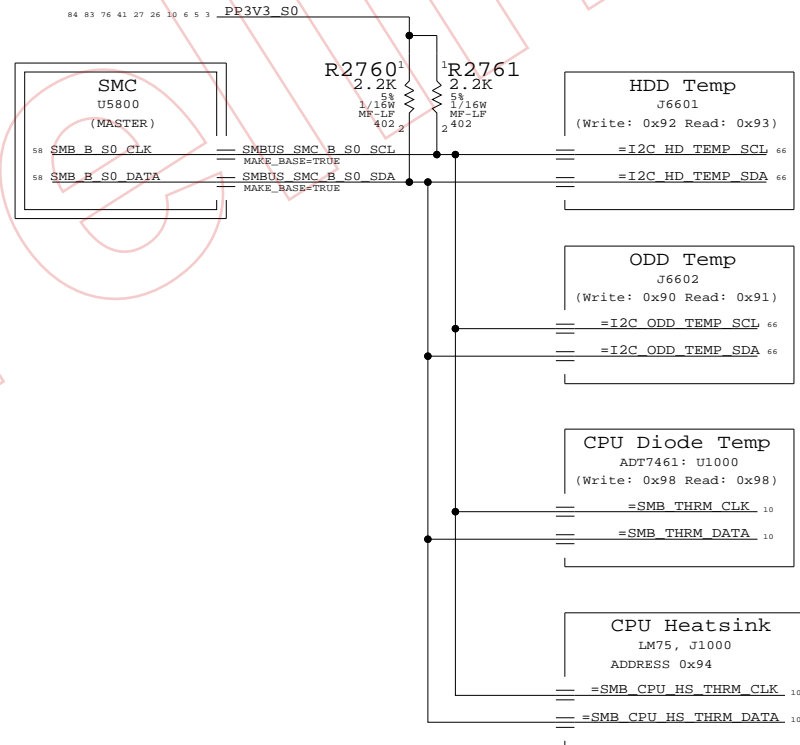 84 83 76 41 27 26 10 6 5 3 PP3V3_S0
R2760 1
2.2K
5%
1/16W
MF-LF
402
2
1 R2761
2.2K
5%
1/16W
MF-LF
402
2
SMC
U5800
(MASTER)
58 SMB_B_S0_CLK
SMBUS_SMC_B_S0_SCL
MAKE_BASE=TRUE
58 SMB_B_S0_DATA
SMBUS_SMC_B_S0_SDA
MAKE_BASE=TRUE
HDD Temp
J6601
(Write: 0x92 Read: 0x93)
=I2C_HD_TEMP_SCL 66
=I2C_HD_TEMP_SDA 66
ODD Temp
J6602
(Write: 0x90 Read: 0x91)
=I2C_ODD_TEMP_SCL 66
=I2C_ODD_TEMP_SDA 66
CPU Diode Temp
ADT7461: U1000
(Write: 0x98 Read: 0x98)
=SMB_THRM_CLK 10
=SMB_THRM_DATA 10
CPU Heatsink
LM75, J1000
ADDRESS 0x94
=SMB_CPU_HS_THRM_CLK 10
=SMB_CPU_HS_THRM_DATA 10